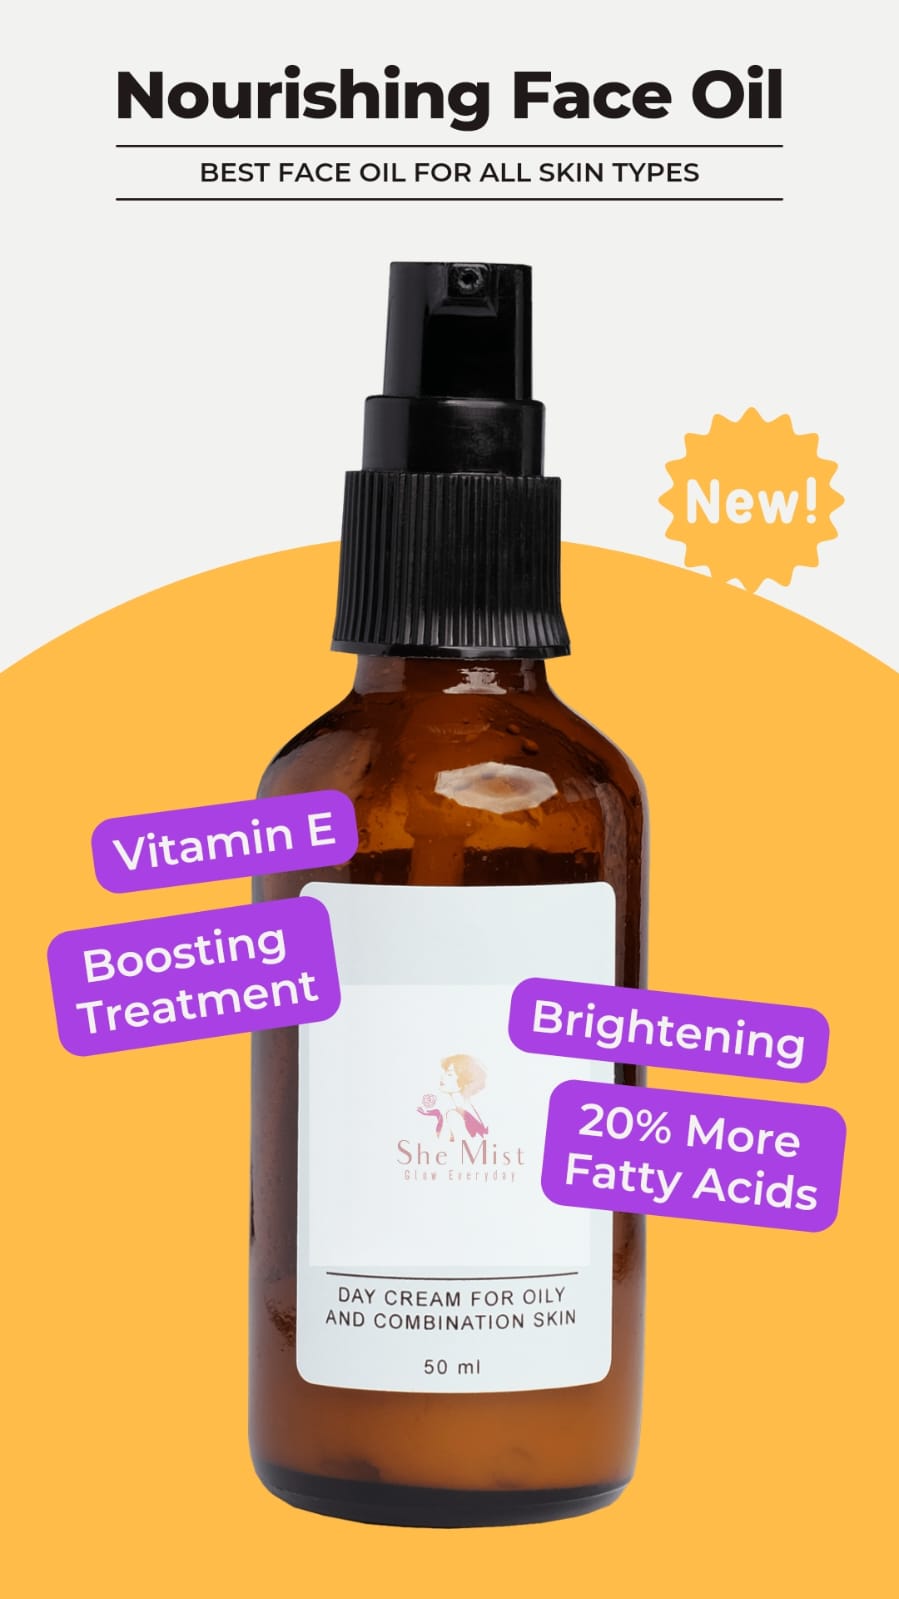 Nourishing Face Oil
BEST FACE OIL FOR ALL SKIN TYPES
New!
Vitamin E
Boosting
Treatment
Brightening
20% More
Fatty Acids
She Mist
Glow Everyday
DAY CREAM FOR OILY
AND COMBINATION SKIN
50 ml